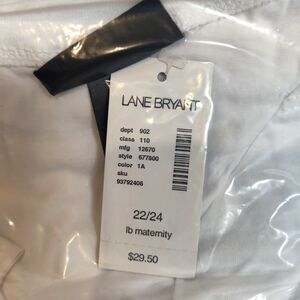 LANE BRYANT
dept 902
class 110
mfg 12670
style 677800
color 1A
sku
93792406
22/24
lb maternity
$29.50